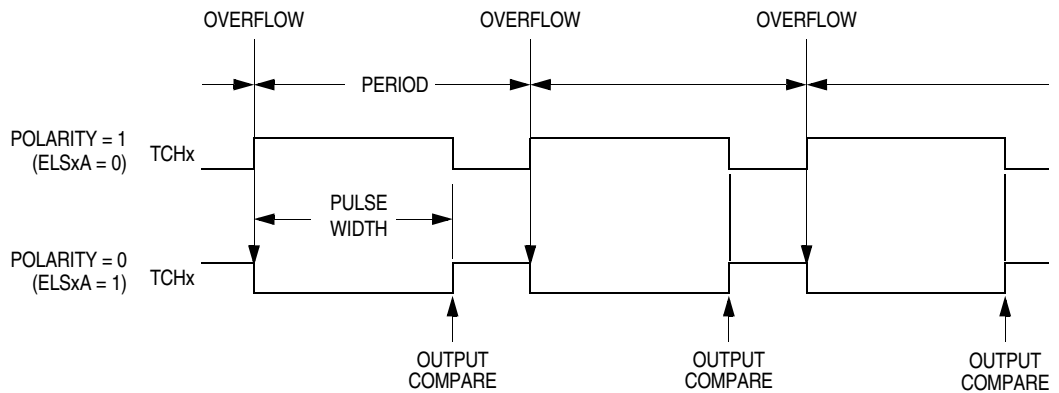 OVERFLOW
OVERFLOW
OVERFLOW
PERIOD
POLARITY = 1
(ELSxA = 0)
TCHx
PULSE
WIDTH
POLARITY = 0
(ELSxA = 1)
TCHx
OUTPUT
COMPARE
OUTPUT
COMPARE
OUTPUT
COMPARE